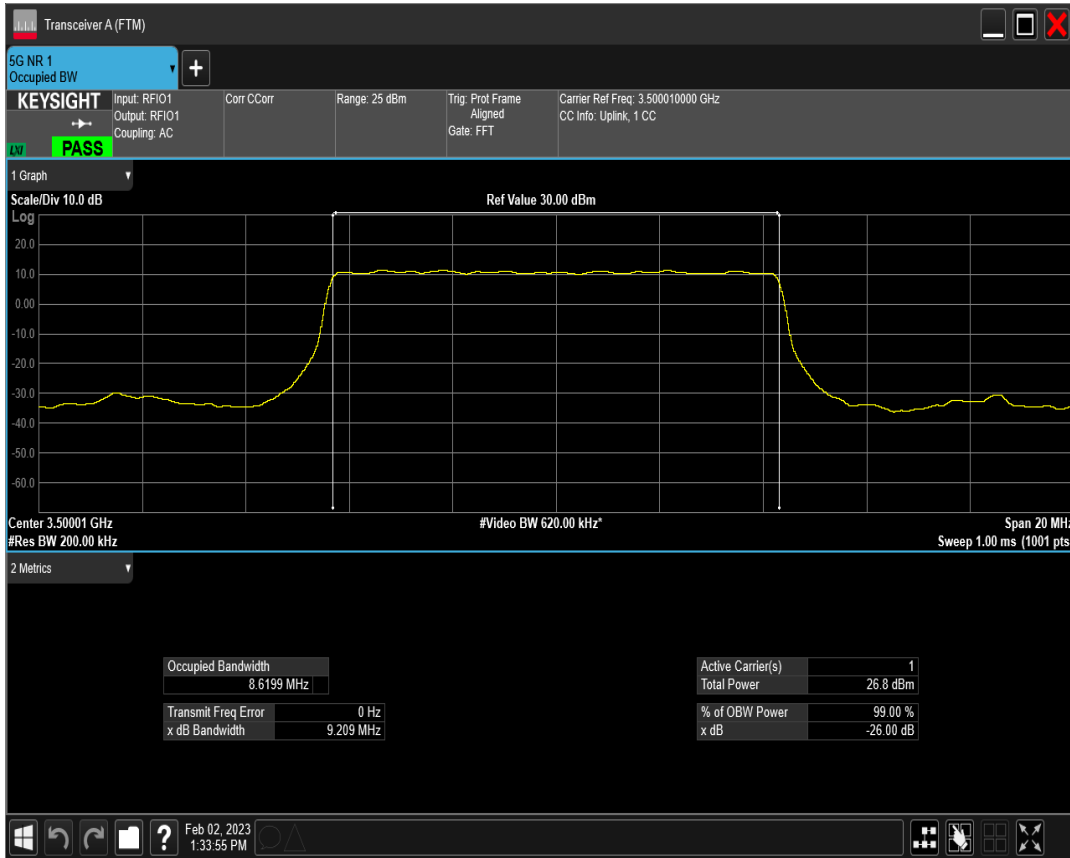 Transceiver A (FTM)
5G NR 1
Occupied BW
+
KEYSIGHT
LXI
PASS
Input: RFIO1
Output: RFIO1
Coupling: AC
Corr CCorr
Range: 25 dBm
Trig: Prot Frame
Aligned
Gate: FFT
Carrier Ref Freq: 3.500010000 GHz
CC Info: Uplink, 1 CC
1 Graph
Scale/Div 10.0 dB
Ref Value 30.00 dBm
Log
20.0
10.0
0.00
-10.0
-20.0
-30.0
-40.0
-50.0
-60.0
Center 3.50001 GHz
#Video BW 620.00 kHz*
Span 20 MHz
#Res BW 200.00 kHz
Sweep 1.00 ms (1001 pts
2 Metrics
Occupied Bandwidth
8.6199 MHz
Transmit Freq Error 0 Hz
x dB Bandwidth 9.209 MHz
Active Carrier(s) 1
Total Power 26.8 dBm
% of OBW Power 99.00 %
x dB -26.00 dB
?
Feb 02, 2023
1:33:55 PM